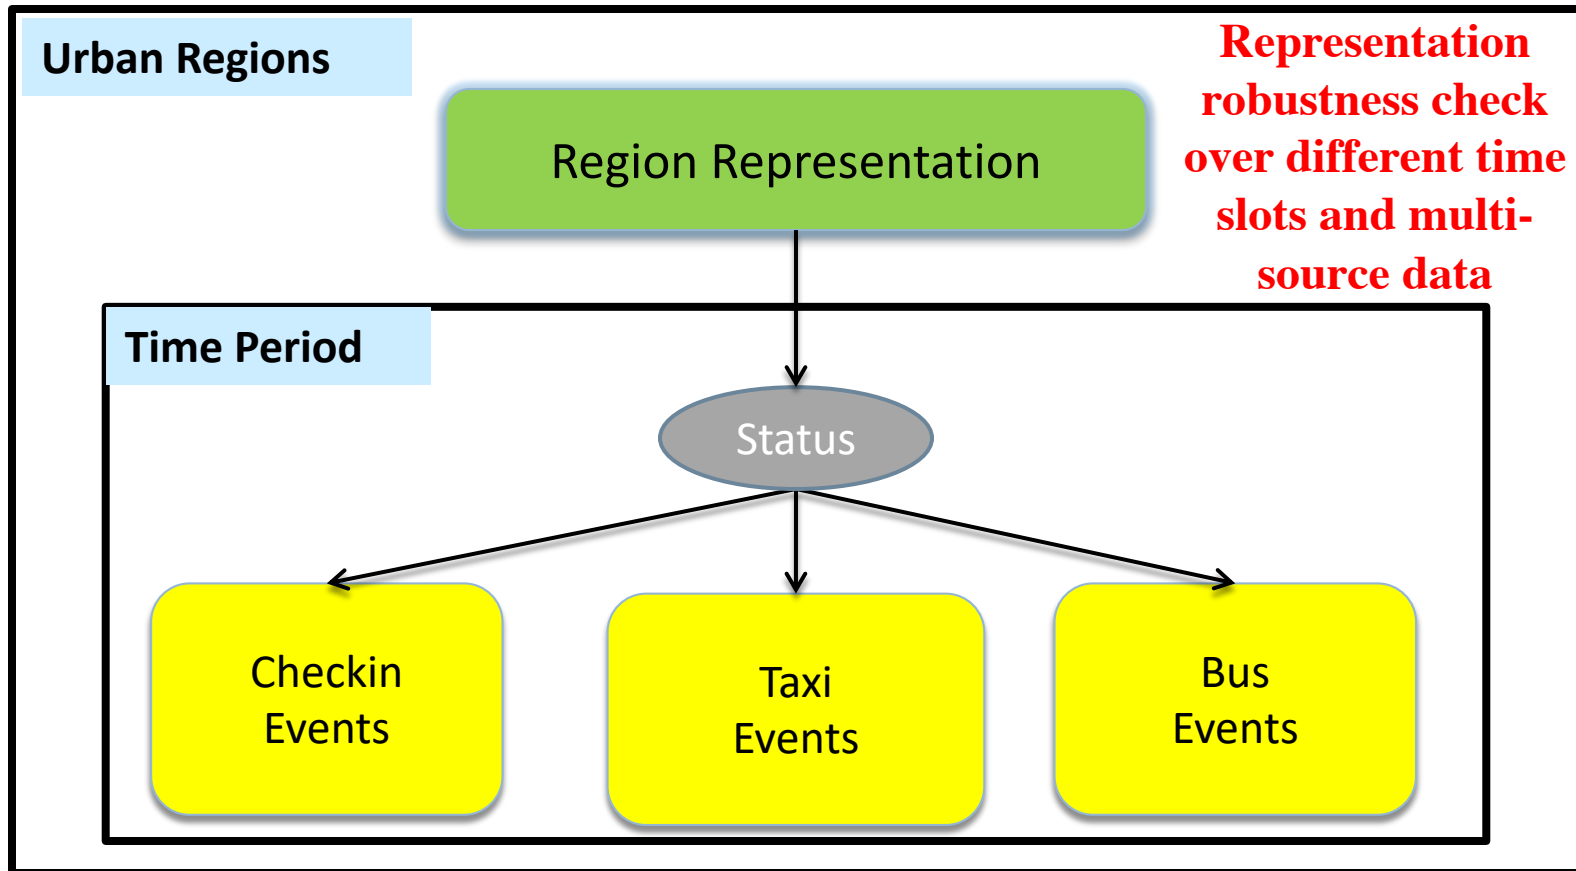 Urban Regions
Representation
robustness check
over different time
slots and multi-
source data
Region Representation
Time Period
Status
Checkin
Events
Taxi
Events
Bus
Events